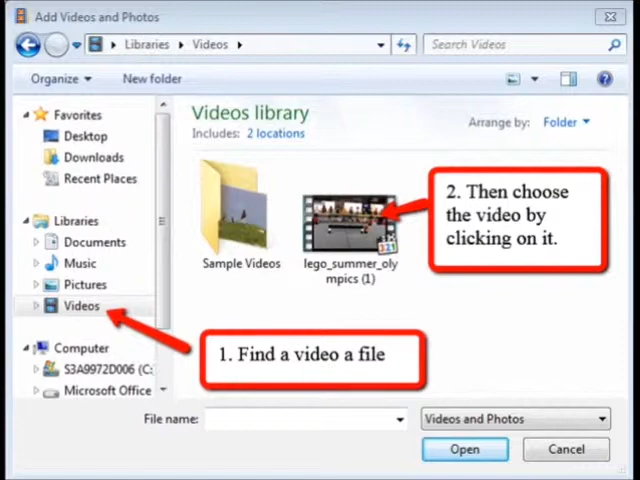 Add Videos and Photos
Libraries Videos
Search Videos
Organize New folder
Favorites
Desktop
Downloads
Recent Places
Libraries
Documents
Music
Pictures
Videos
Computer
S3A9972D006 (C:
Microsoft Office
Videos library
Includes: 2 locations
Arrange by: Folder
Sample Videos
lego_summer_oly
mpics (1)
2. Then choose
the video by
clicking on it.
1. Find a video a file
File name:
Videos and Photos
Open Cancel